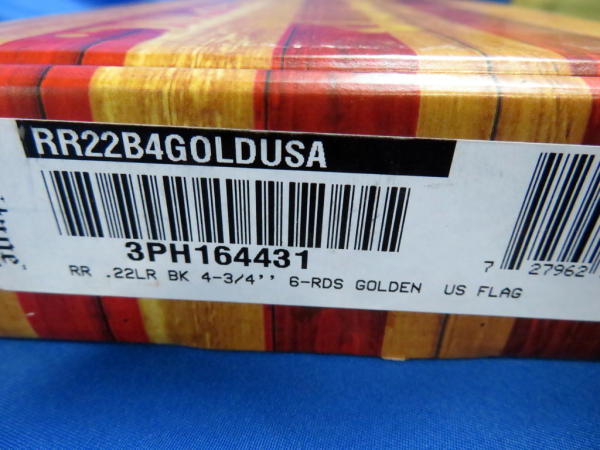 RR22B4GOLDUSA
3PH164431
RR .22LR BK 4-3/4'' 6-RDS GOLDEN US FLAG
7 27962